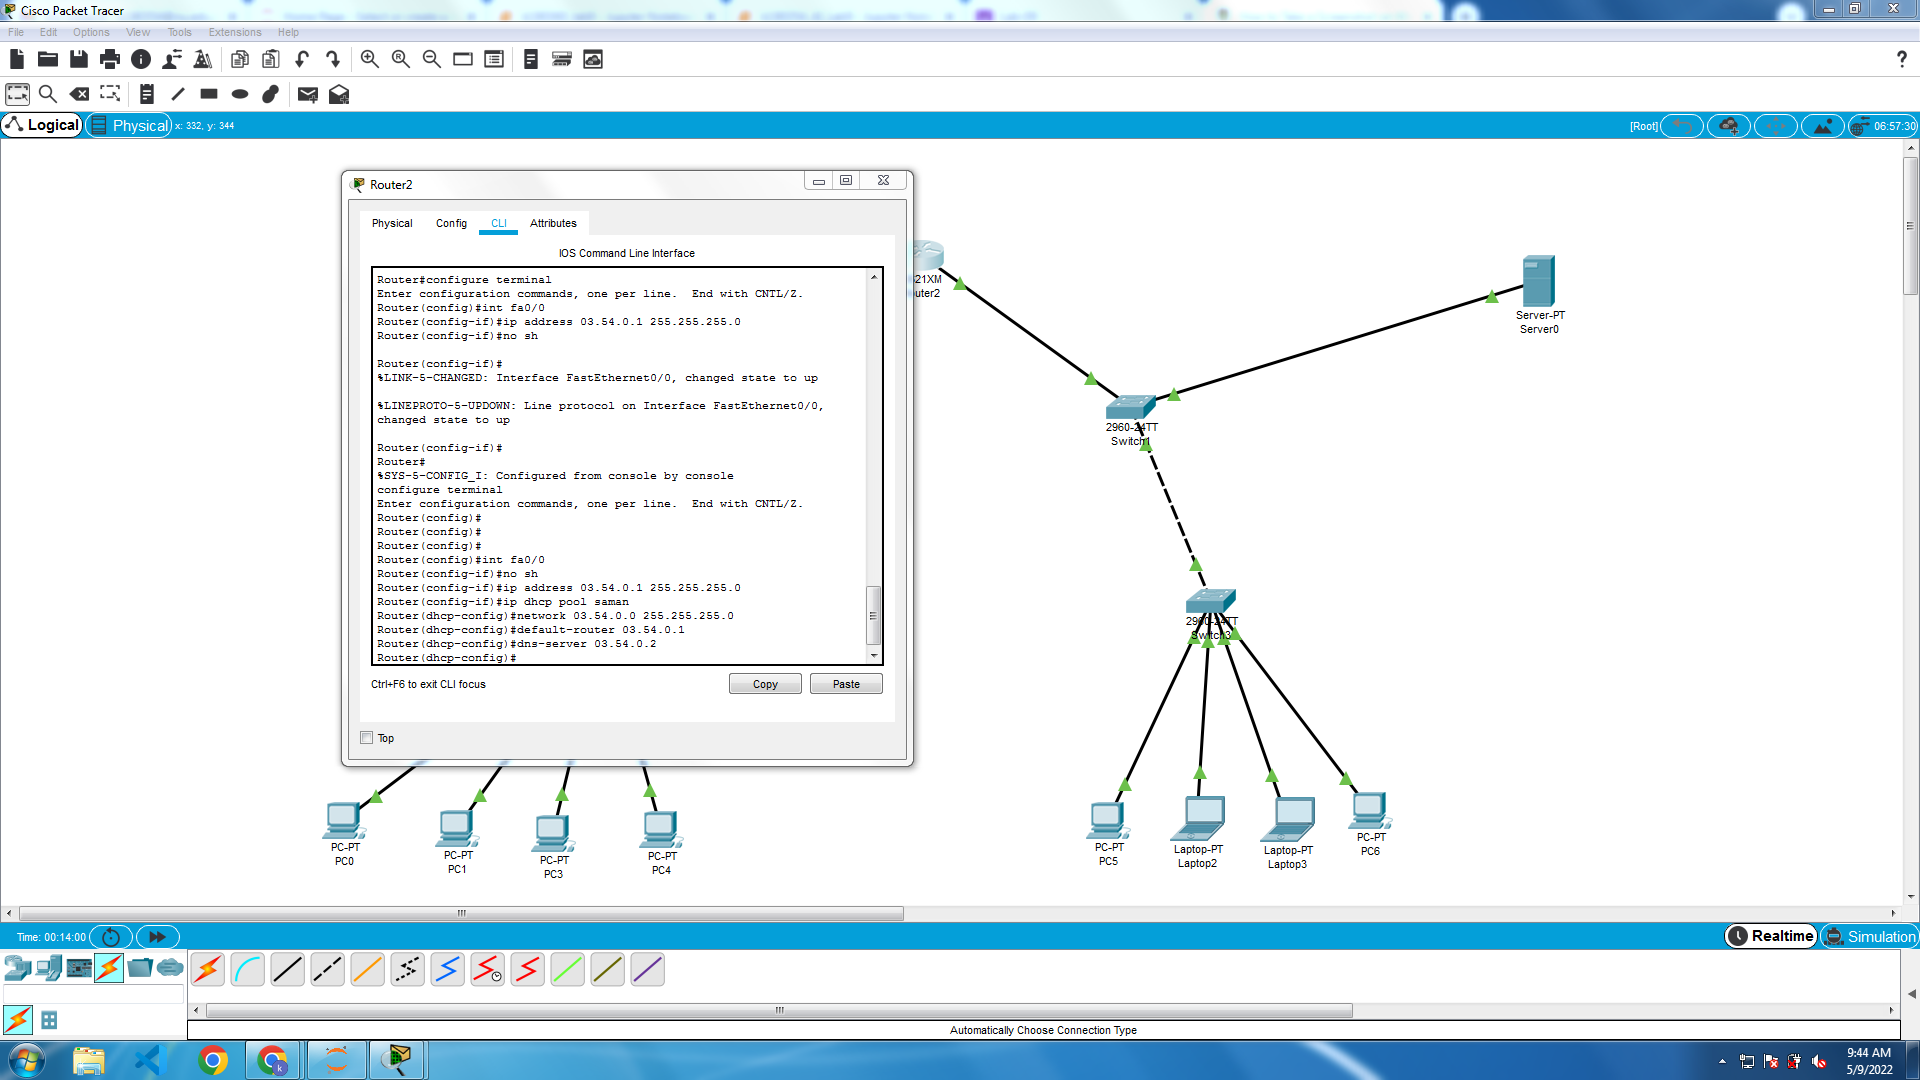 Cisco Packet Tracer
File Edit Options View Tools Extensions Help
?
Logical Physical x: 332, y: 344
[Root] 06:57:30
Router2
Physical Config CLI Attributes
IOS Command Line Interface
Router#configure terminal
Enter configuration commands, one per line. End with CNTL/Z.
Router(config)#int fa0/0
Router(config-if)#ip address 03.54.0.1 255.255.255.0
Router(config-if)#no sh
Router(config-if)#
%LINK-5-CHANGED: Interface FastEthernet0/0, changed state to up
%LINEPROTO-5-UPDOWN: Line protocol on Interface FastEthernet0/0,
changed state to up
Router(config-if)#
Router#
%SYS-5-CONFIG_I: Configured from console by console
configure terminal
Enter configuration commands, one per line. End with CNTL/Z.
Router(config)#
Router(config)#
Router(config)#
Router(config)#int fa0/0
Router(config-if)#no sh
Router(config-if)#ip address 03.54.0.1 255.255.255.0
Router(config-if)#ip dhcp pool saman
Router(dhcp-config)#network 03.54.0.0 255.255.255.0
Router(dhcp-config)#default-router 03.54.0.1
Router(dhcp-config)#dns-server 03.54.0.2
Router(dhcp-config)#
Ctrl+F6 to exit CLI focus
Copy
Paste
Top
21XM
uter2
Server-PT
Server0
2960-24TT
Switch1
2960-24TT
Switch3
PC-PT
PC0
PC-PT
PC1
PC-PT
PC3
PC-PT
PC4
PC-PT
PC5
Laptop-PT
Laptop2
Laptop-PT
Laptop3
PC-PT
PC6
Time: 00:14:00
Realtime Simulation
Automatically Choose Connection Type
9:44 AM
5/9/2022